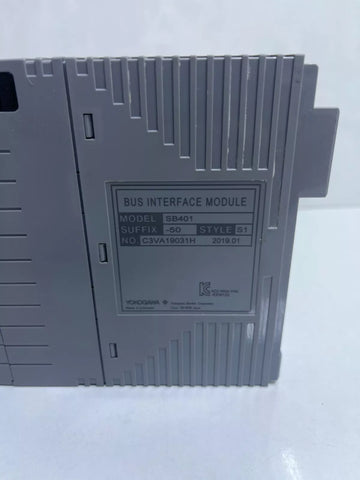 BUS INTERFACE MODULE
MODEL SB401
SUFFIX -50 STYLE S1
NO. C3VA19031H 2019.01
YOKOGAWA